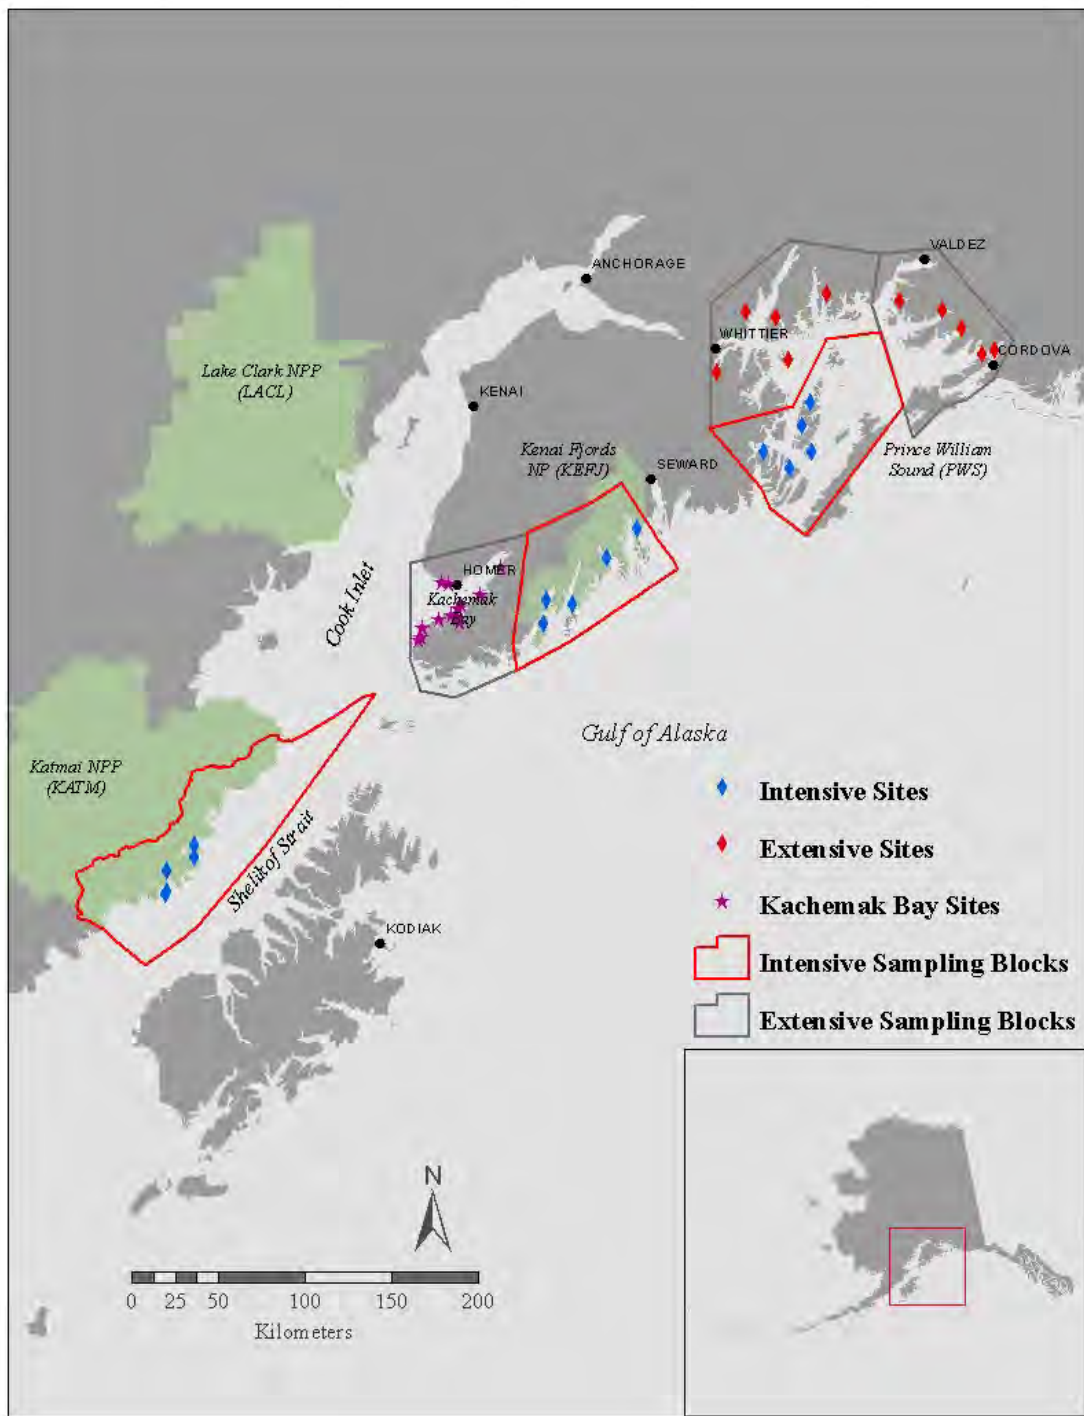 VALDEZ
ANCHORAGE
WHITTIER
CORDOVA
Lake Clark NPP
(LACL)
KENAI
Kenai Fjords
NP (KEFJ)
SEWARD
Prince William
Sound (PWS)
HOMER
Kachemak
Bay
Cook Inlet
Gulf of Alaska
Katmai NPP
(KATM)
Shelikof Strait
KODIAK
Intensive Sites
Extensive Sites
Kachemak Bay Sites
Intensive Sampling Blocks
Extensive Sampling Blocks
N
0 25 50 100 150 200
Kilometers